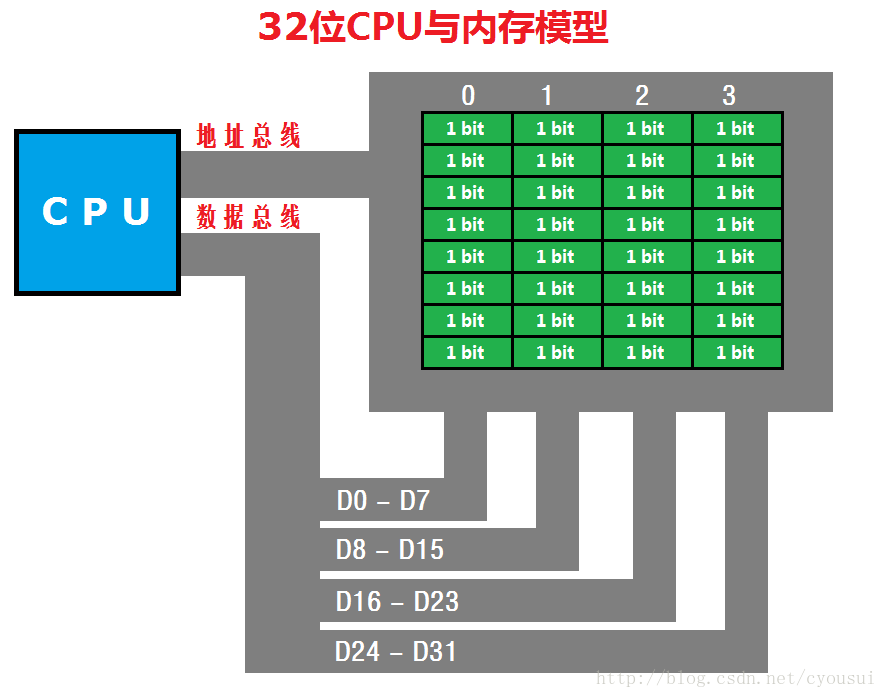 32位CPU与内存模型
0 1 2 3
地址总线
CPU
数据总线
1 bit 1 bit 1 bit 1 bit
1 bit 1 bit 1 bit 1 bit
1 bit 1 bit 1 bit 1 bit
1 bit 1 bit 1 bit 1 bit
1 bit 1 bit 1 bit 1 bit
1 bit 1 bit 1 bit 1 bit
1 bit 1 bit 1 bit 1 bit
1 bit 1 bit 1 bit 1 bit
D0 – D7
D8 – D15
D16 – D23
D24 – D31
http://blog.csdn.net/cyousui